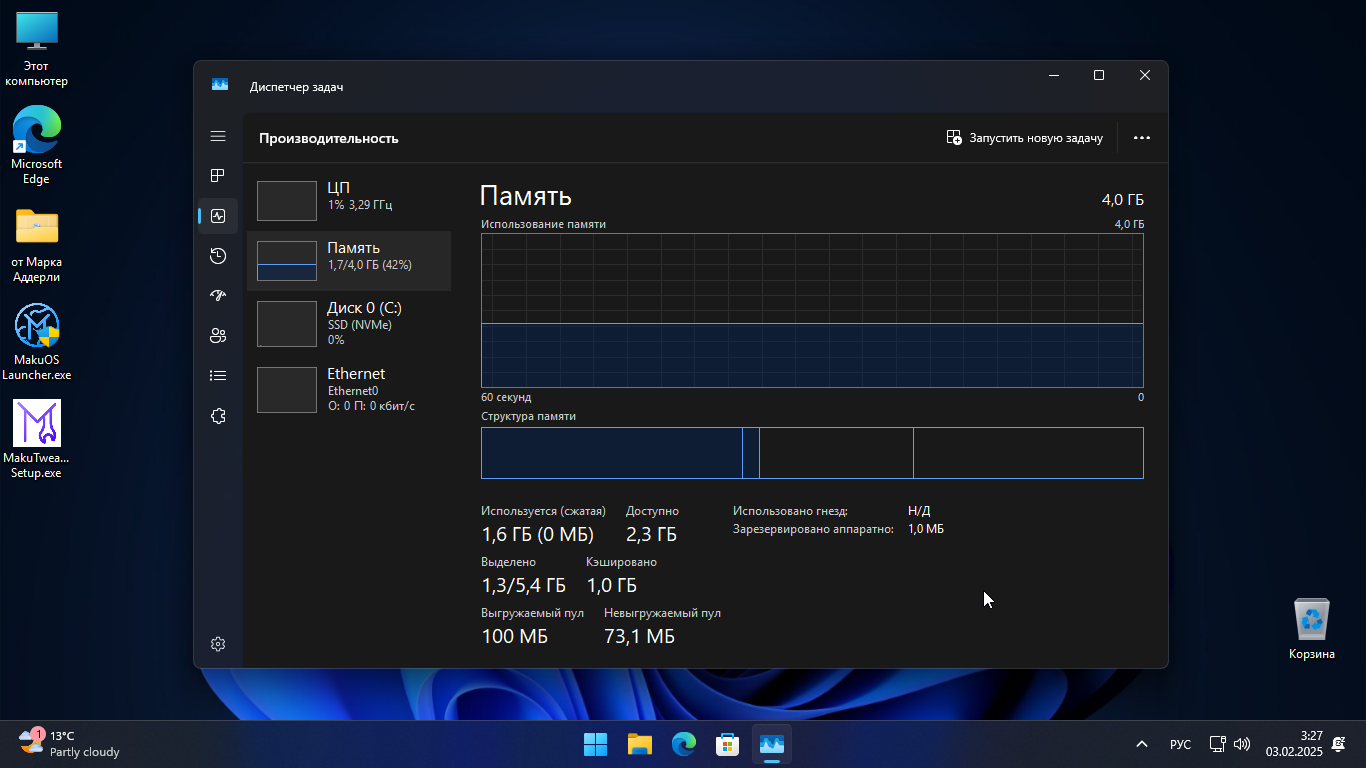 Этот
компьютер
Microsoft
Edge
от Марка
Аддерли
MakuOS
Launcher.exe
MakuTwea...
Setup.exe
Диспетчер задач
Производительность
Запустить новую задачу
ЦП
1% 3,29 ГГц
Память
1,7/4,0 ГБ (42%)
Диск 0 (C:)
SSD (NVMe)
0%
Ethernet
Ethernet0
О: 0 П: 0 кбит/с
Память
4,0 ГБ
Использование памяти
4,0 ГБ
60 секунд
0
Структура памяти
Используется (сжатая)
Доступно
1,6 ГБ (0 МБ)
2,3 ГБ
Выделено
Кэшировано
1,3/5,4 ГБ
1,0 ГБ
Выгружаемый пул
Невыгружаемый пул
100 МБ
73,1 МБ
Использовано гнезд:
Н/Д
Зарезервировано аппаратно:
1,0 МБ
Корзина
1
13°C
Partly cloudy
РУС
3:27
03.02.2025